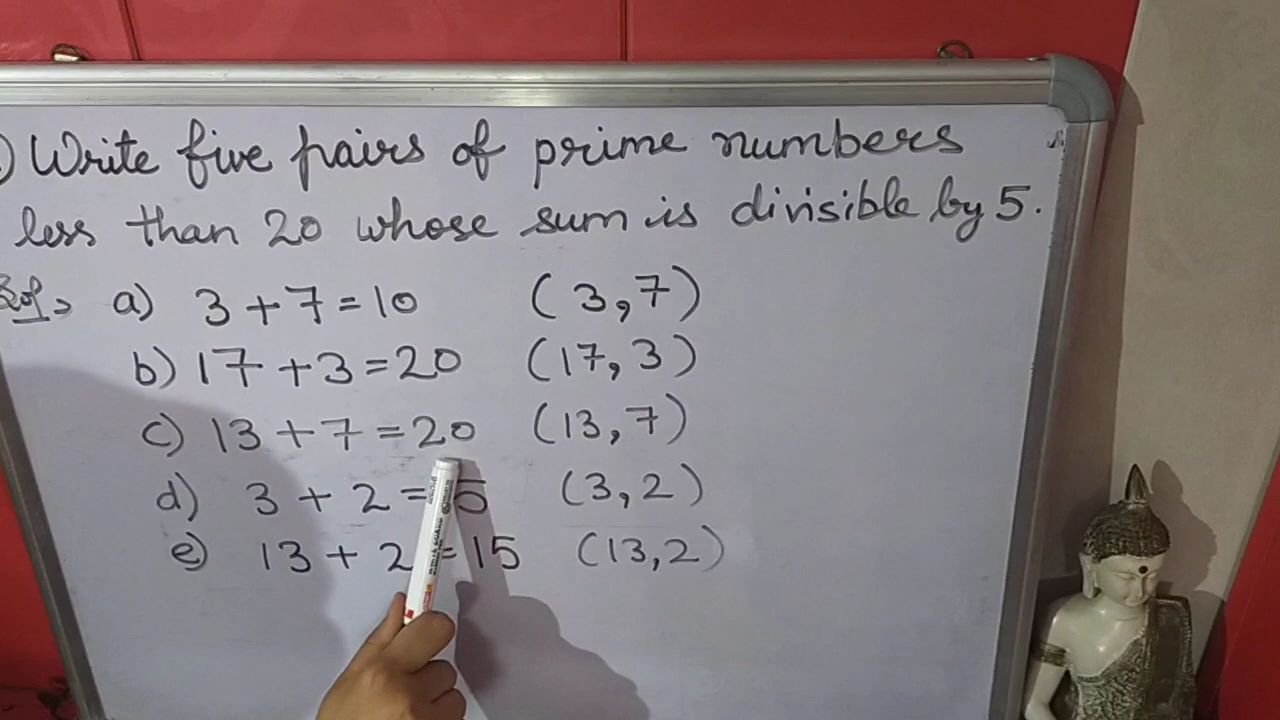 ) Write five pairs of prime numbers
less than 20 whose sum is divisible by 5.
Sol> a) 3+7=10 (3,7)
b) 17+3=20 (17,3)
c) 13+7=20 (13,7)
d) 3+2=5 (3,2)
e) 13+2=15 (13,2)